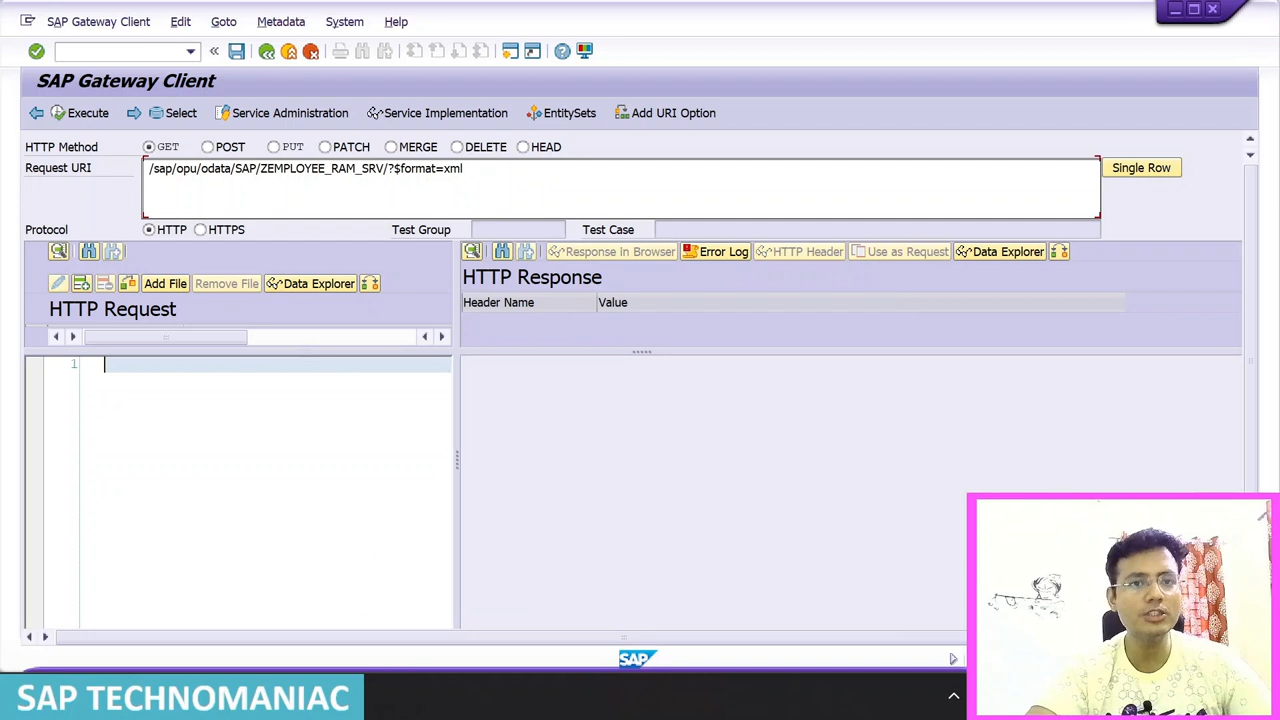 SAP Gateway Client Edit Goto Metadata System Help
SAP Gateway Client
Execute Select Service Administration Service Implementation EntitySets Add URI Option
HTTP Method GET POST PUT PATCH MERGE DELETE HEAD
Request URI /sap/opu/odata/SAP/ZEMPLOYEE_RAM_SRV/?$format=xml Single Row
Protocol HTTP HTTPS Test Group Test Case
Response in Browser Error Log HTTP Header Use as Request Data Explorer
Add File Remove File Data Explorer
HTTP Response
HTTP Request
Header Name Value
1
SAP
SAP TECHNOMANIAC